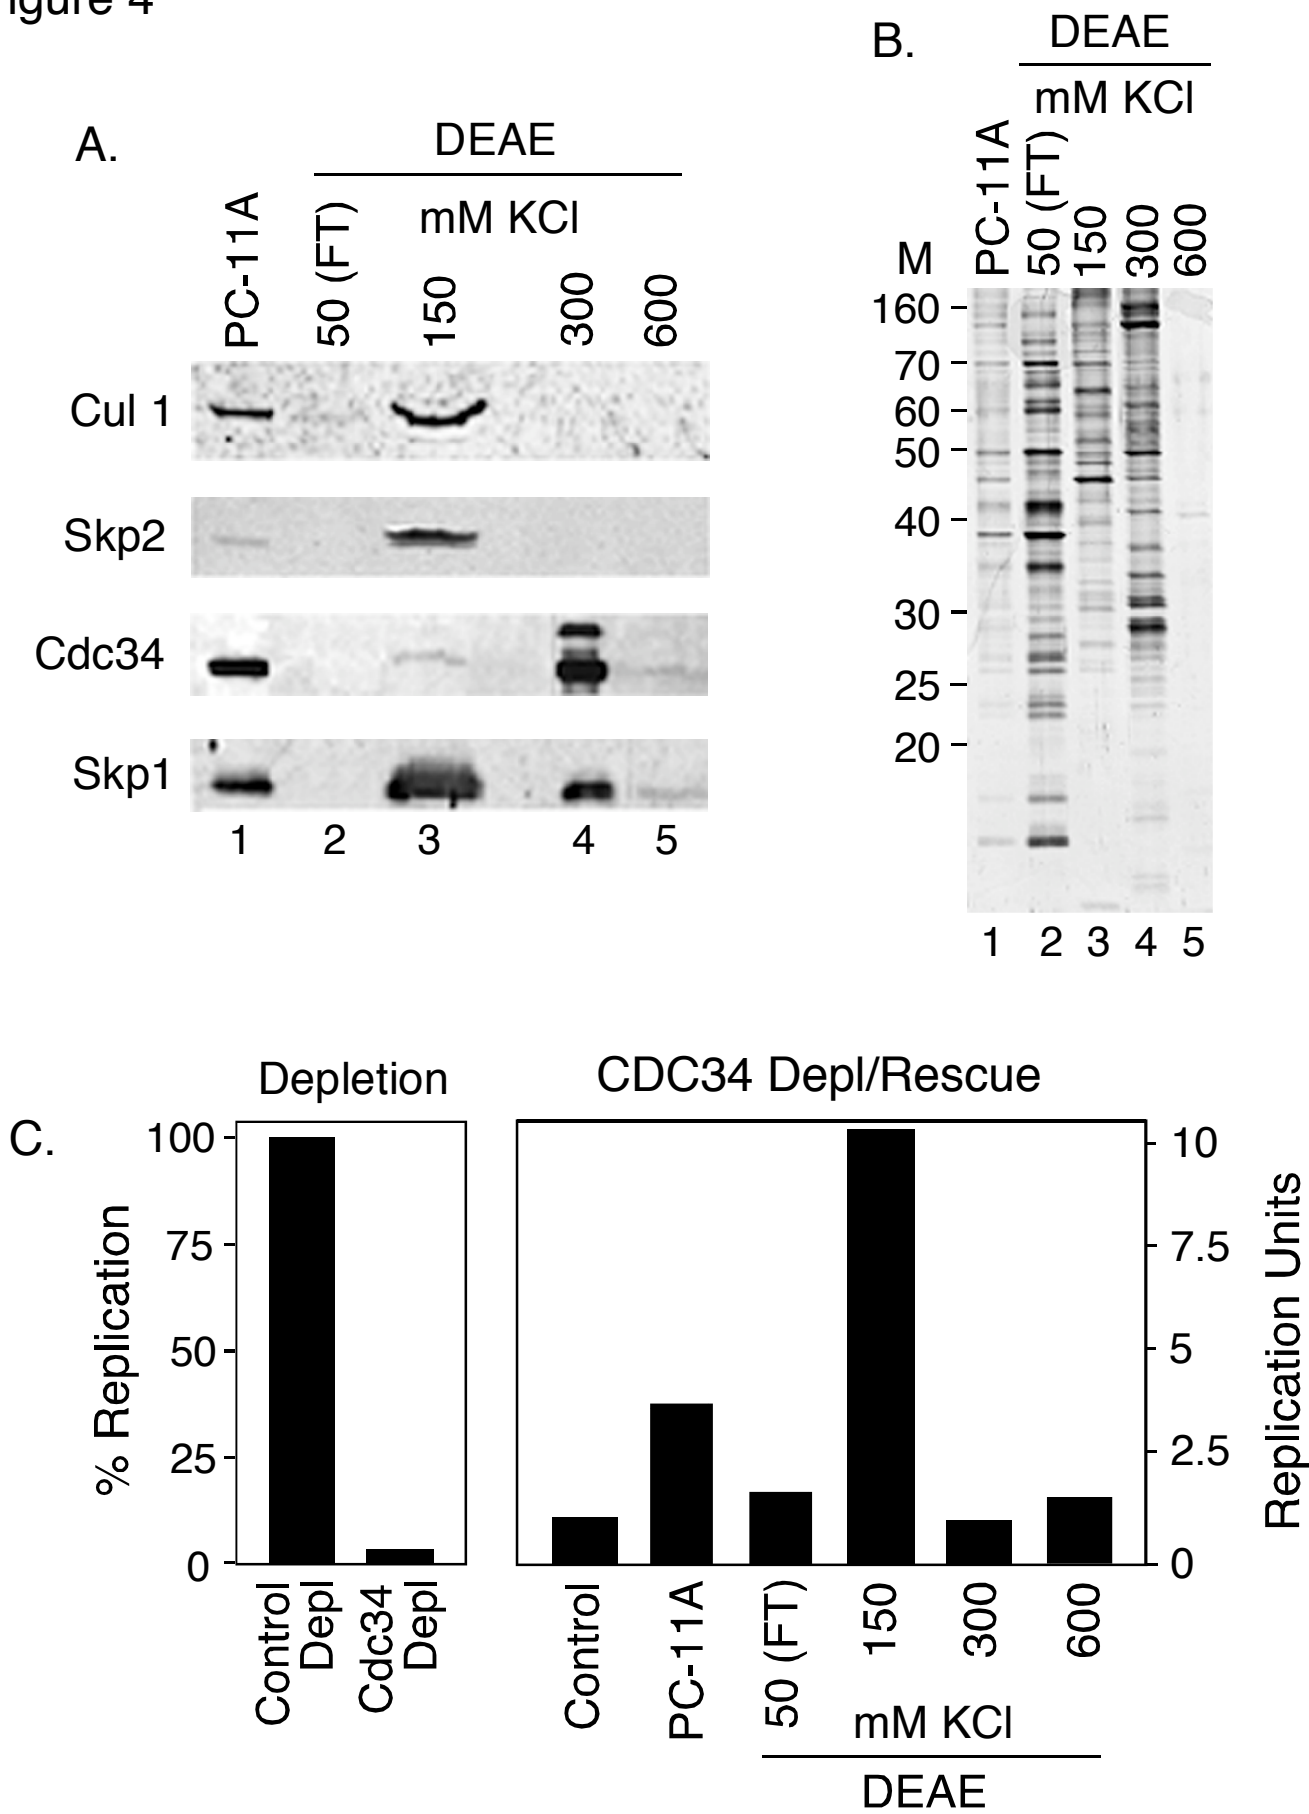 Figure 4
A.
DEAE
mM KCl
PC-11A
50 (FT)
150
300
600
Cul 1
Skp2
Cdc34
Skp1
1 2 3 4 5
B.
DEAE
mM KCl
M
PC-11A
50 (FT)
150
300
600
160
70
60
50
40
30
25
20
1 2 3 4 5
C.
Depletion
% Replication
100
75
50
25
0
Control
Depl
Cdc34
Depl
CDC34 Depl/Rescue
10
7.5
5
2.5
0
Replication Units
Control
PC-11A
50 (FT)
150
300
600
mM KCl
DEAE